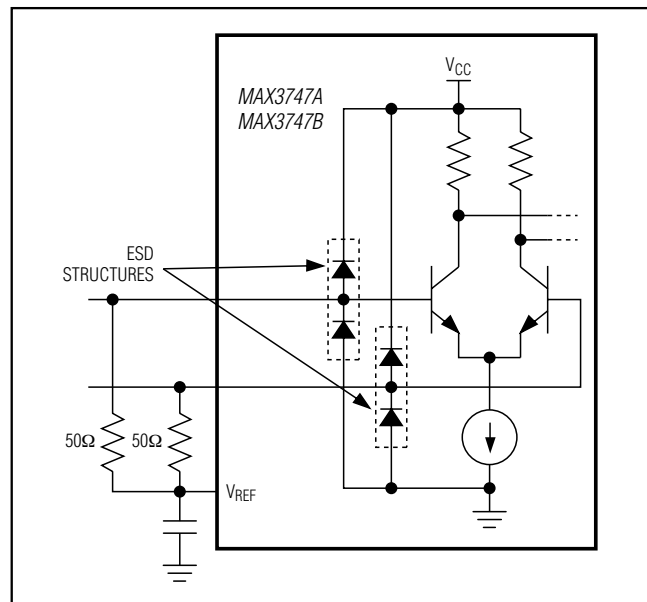 V_CC
MAX3747A
MAX3747B
ESD
STRUCTURES
50Ω
50Ω
V_REF